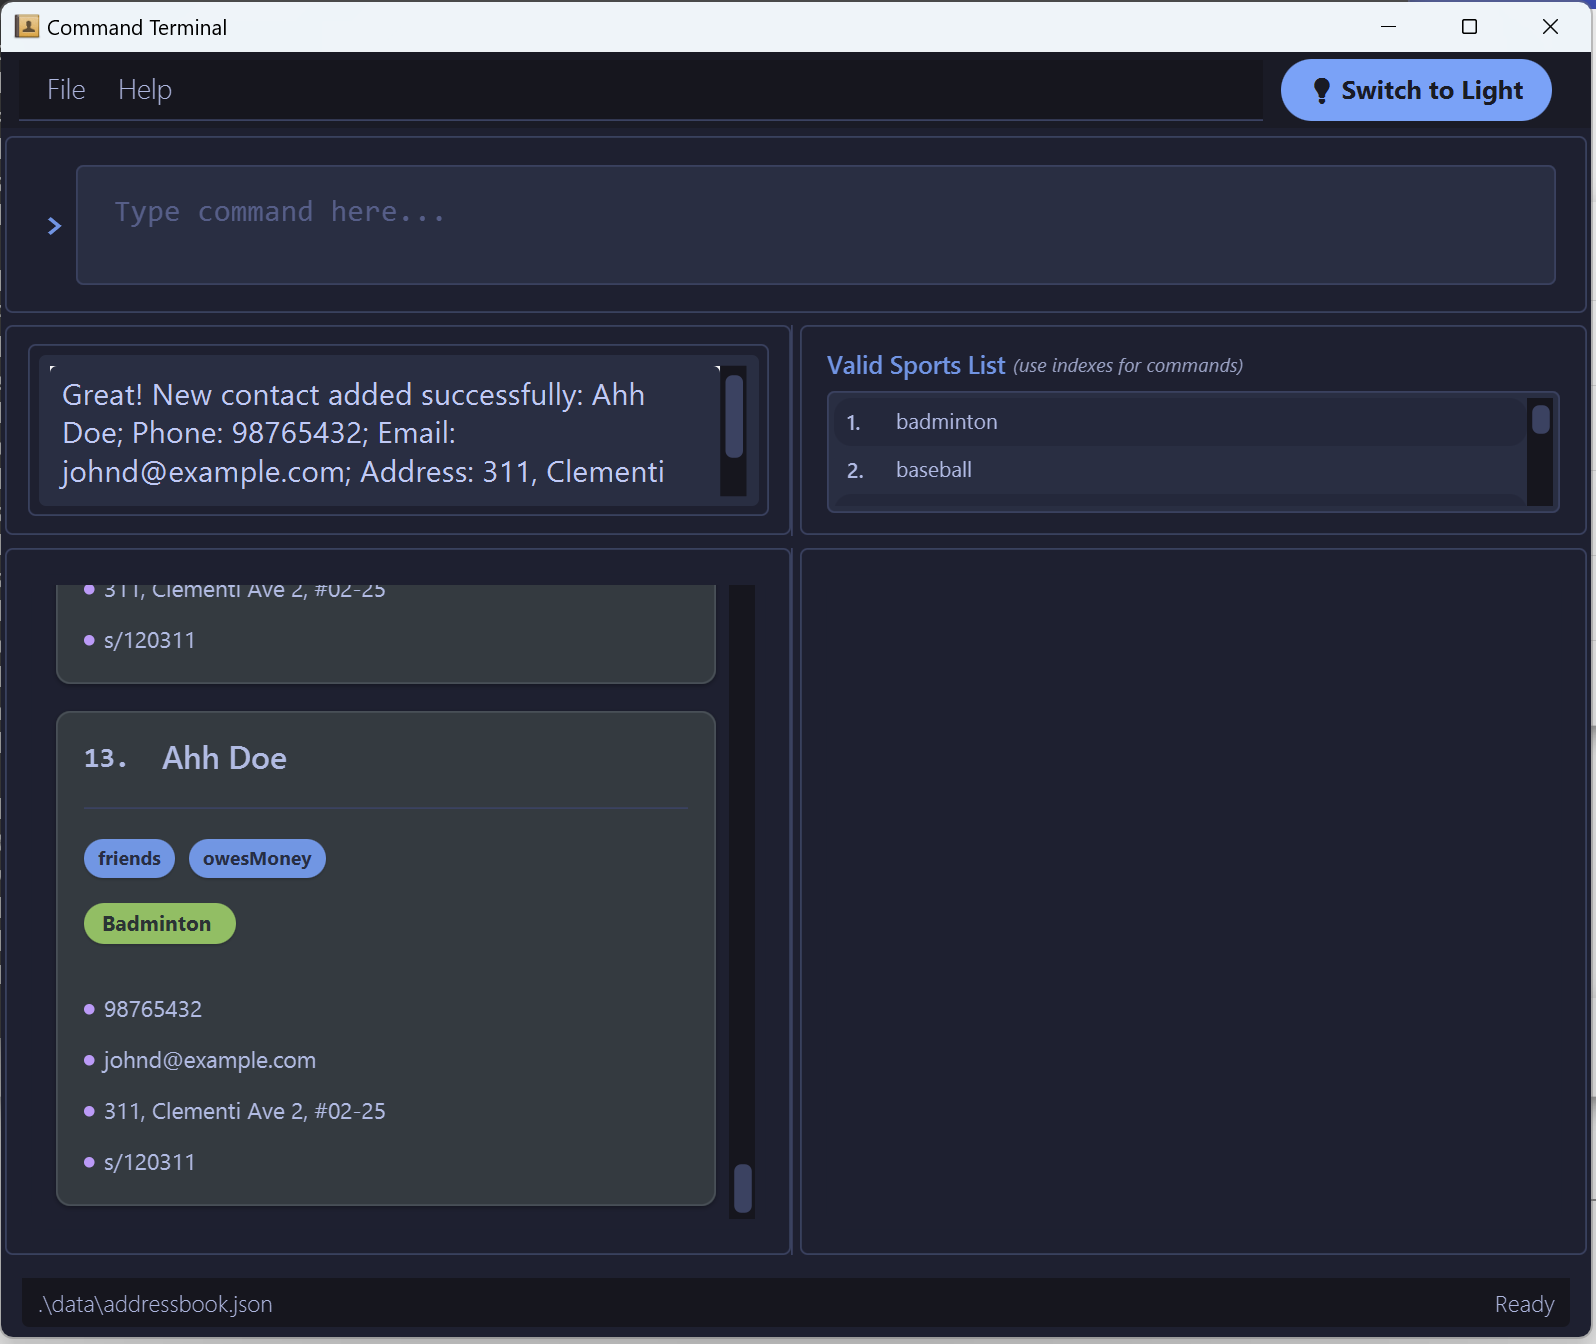 Command Terminal
File Help
Switch to Light
>
Type command here...
Great! New contact added successfully: Ahh
Doe; Phone: 98765432; Email:
johnd@example.com; Address: 311, Clementi
Valid Sports List (use indexes for commands)
1. badminton
2. baseball
311, Clementi Ave 2, #02-25
s/120311
13. Ahh Doe
friends owesMoney
Badminton
98765432
johnd@example.com
311, Clementi Ave 2, #02-25
s/120311
.\data\addressbook.json
Ready